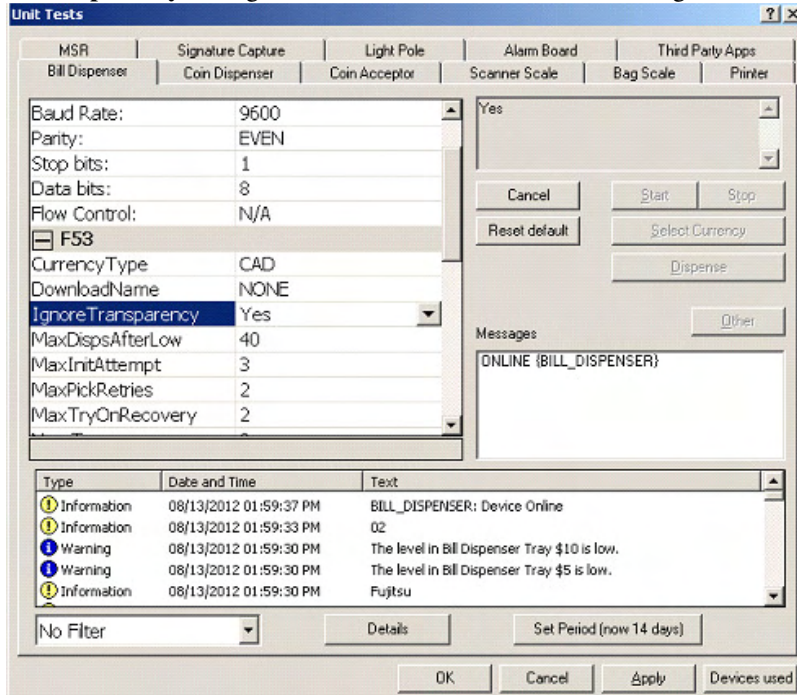 Unit Tests
MSR Signature Capture Light Pole Alarm Board Third Party Apps
Bill Dispenser Coin Dispenser Coin Acceptor Scanner Scale Bag Scale Printer
Baud Rate: 9600
Parity: EVEN
Stop bits: 1
Data bits: 8
Flow Control: N/A
F53
CurrencyType CAD
DownloadName NONE
IgnoreTransparency Yes
MaxDispsAfterLow 40
MaxInitAttempt 3
MaxPickRetries 2
MaxTryOnRecovery 2
Yes
Cancel Start Stop
Reset default Select Currency
Dispense
Other
Messages
ONLINE {BILL_DISPENSER}
Type Date and Time Text
Information 08/13/2012 01:59:37 PM BILL_DISPENSER: Device Online
Information 08/13/2012 01:59:33 PM 02
Warning 08/13/2012 01:59:30 PM The level in Bill Dispenser Tray $10 is low.
Warning 08/13/2012 01:59:30 PM The level in Bill Dispenser Tray $5 is low.
Information 08/13/2012 01:59:30 PM Fujitsu
No Filter Details Set Period (now 14 days)
OK Cancel Apply Devices used